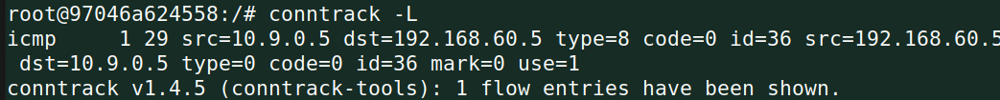 root@97046a624558:/# conntrack -L
icmp     1 29 src=10.9.0.5 dst=192.168.60.5 type=8 code=0 id=36 src=192.168.60.5
 dst=10.9.0.5 type=0 code=0 id=36 mark=0 use=1
conntrack v1.4.5 (conntrack-tools): 1 flow entries have been shown.